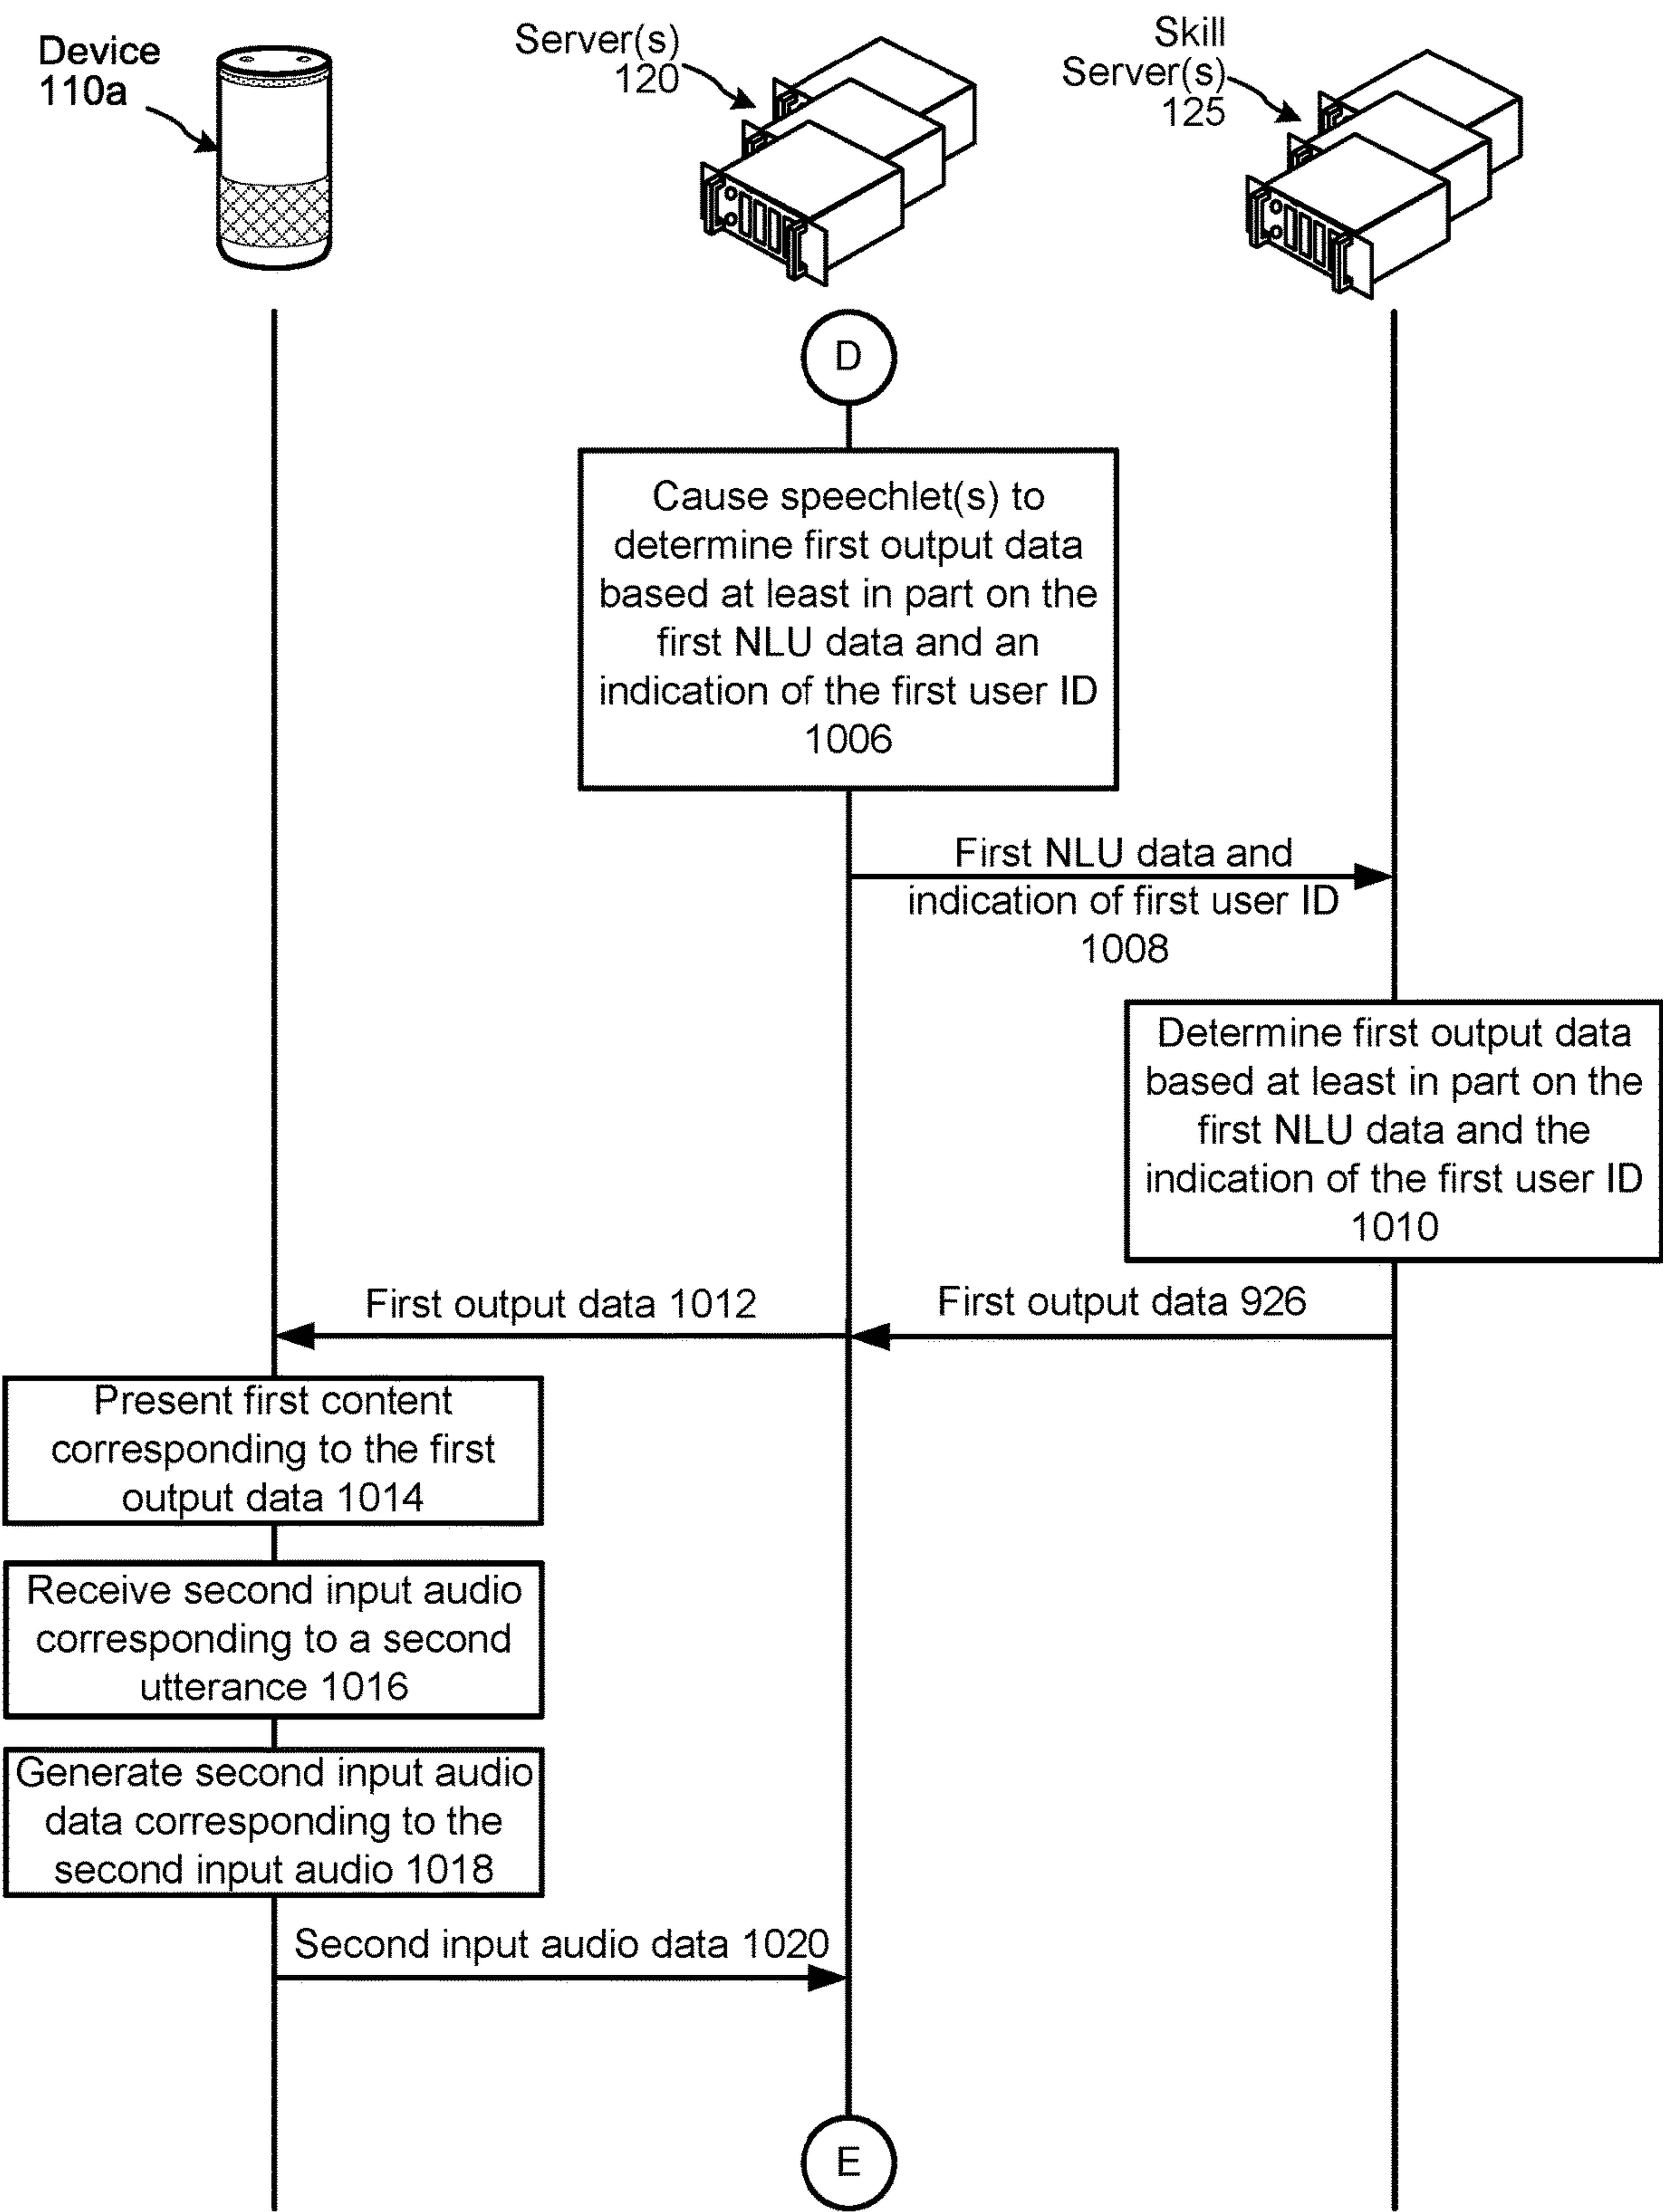 Device
110a
Server(s)
120
Skill
Server(s)
125
D
Cause speechlet(s) to
determine first output data
based at least in part on the
first NLU data and an
indication of the first user ID
1006
First NLU data and
indication of first user ID
1008
Determine first output data
based at least in part on the
first NLU data and the
indication of the first user ID
1010
First output data 1012
First output data 926
Present first content
corresponding to the first
output data 1014
Receive second input audio
corresponding to a second
utterance 1016
Generate second input audio
data corresponding to the
second input audio 1018
Second input audio data 1020
E